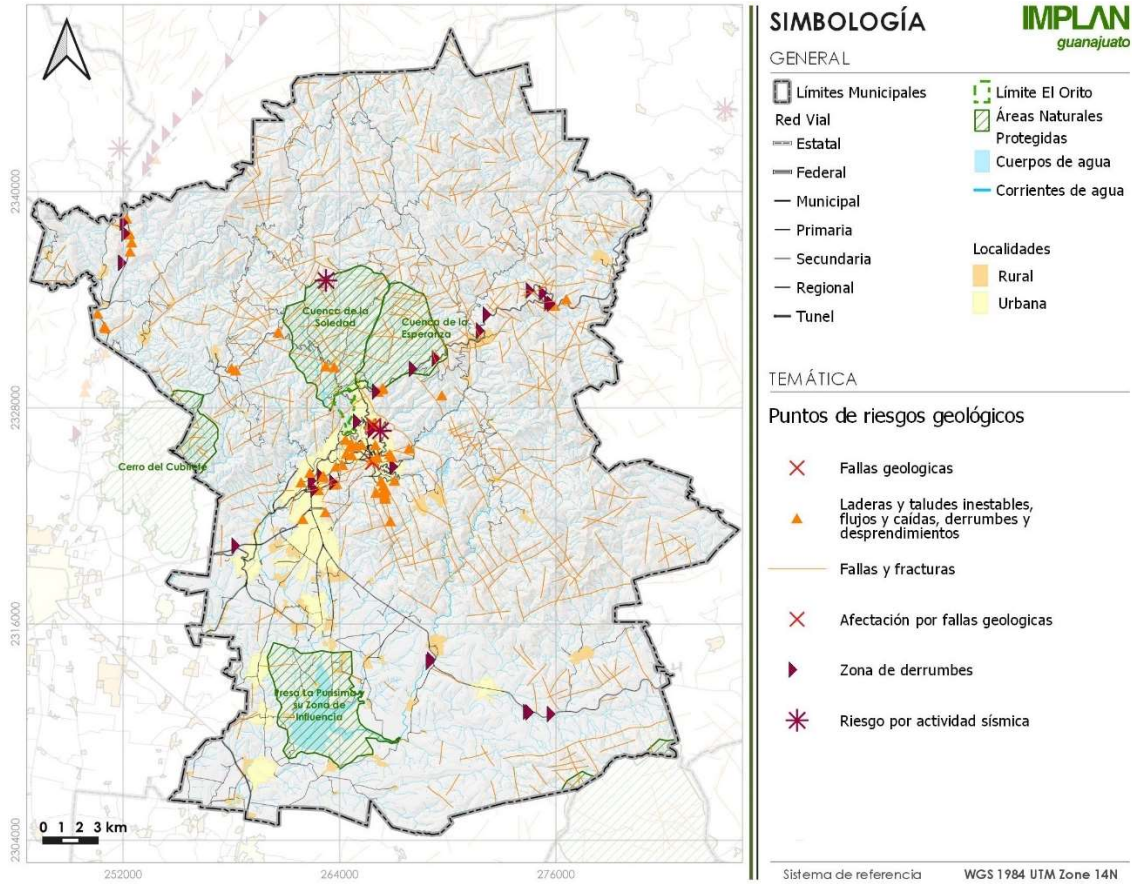 2340000
2328000
2316000
2304000
252000
264000
276000
Cuenca de la
Soledad
Cuenca de la
Esperanza
Cerro del Cubilete
Presa La Purísima y
su Zona de
Influencia
0 1 2 3 km
SIMBOLOGÍA
IMPLAN
guanajuato
GENERAL
Límites Municipales
Red Vial
Estatal
Federal
Municipal
Primaria
Secundaria
Regional
Tunel
Límite El Orito
Áreas Naturales
Protegidas
Cuerpos de agua
Corrientes de agua
Localidades
Rural
Urbana
TEMÁTICA
Puntos de riesgos geológicos
Fallas geologicas
Laderas y taludes inestables,
flujos y caídas, derrumbes y
desprendimientos
Fallas y fracturas
Afectación por fallas geologicas
Zona de derrumbes
Riesgo por actividad sísmica
Sistema de referencia WGS 1984 UTM Zone 14N